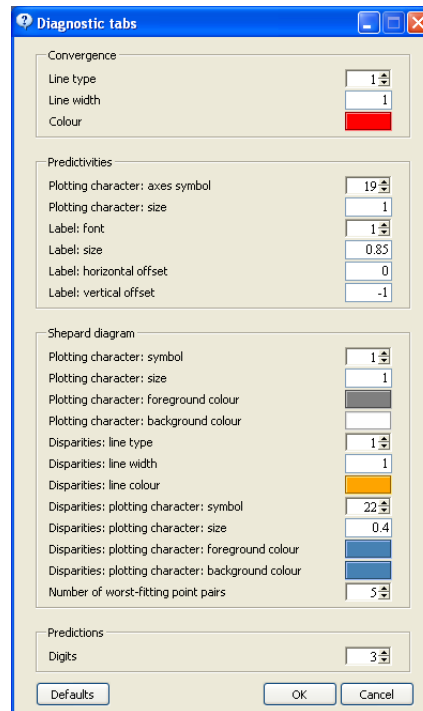 Diagnostic tabs
Convergence
Line type 1
Line width 1
Colour
Predictivities
Plotting character: axes symbol 19
Plotting character: size 1
Label: font 1
Label: size 0.85
Label: horizontal offset 0
Label: vertical offset -1
Shepard diagram
Plotting character: symbol 1
Plotting character: size 1
Plotting character: foreground colour
Plotting character: background colour
Disparities: line type 1
Disparities: line width 1
Disparities: line colour
Disparities: plotting character: symbol 22
Disparities: plotting character: size 0.4
Disparities: plotting character: foreground colour
Disparities: plotting character: background colour
Number of worst-fitting point pairs 5
Predictions
Digits 3
Defaults OK Cancel